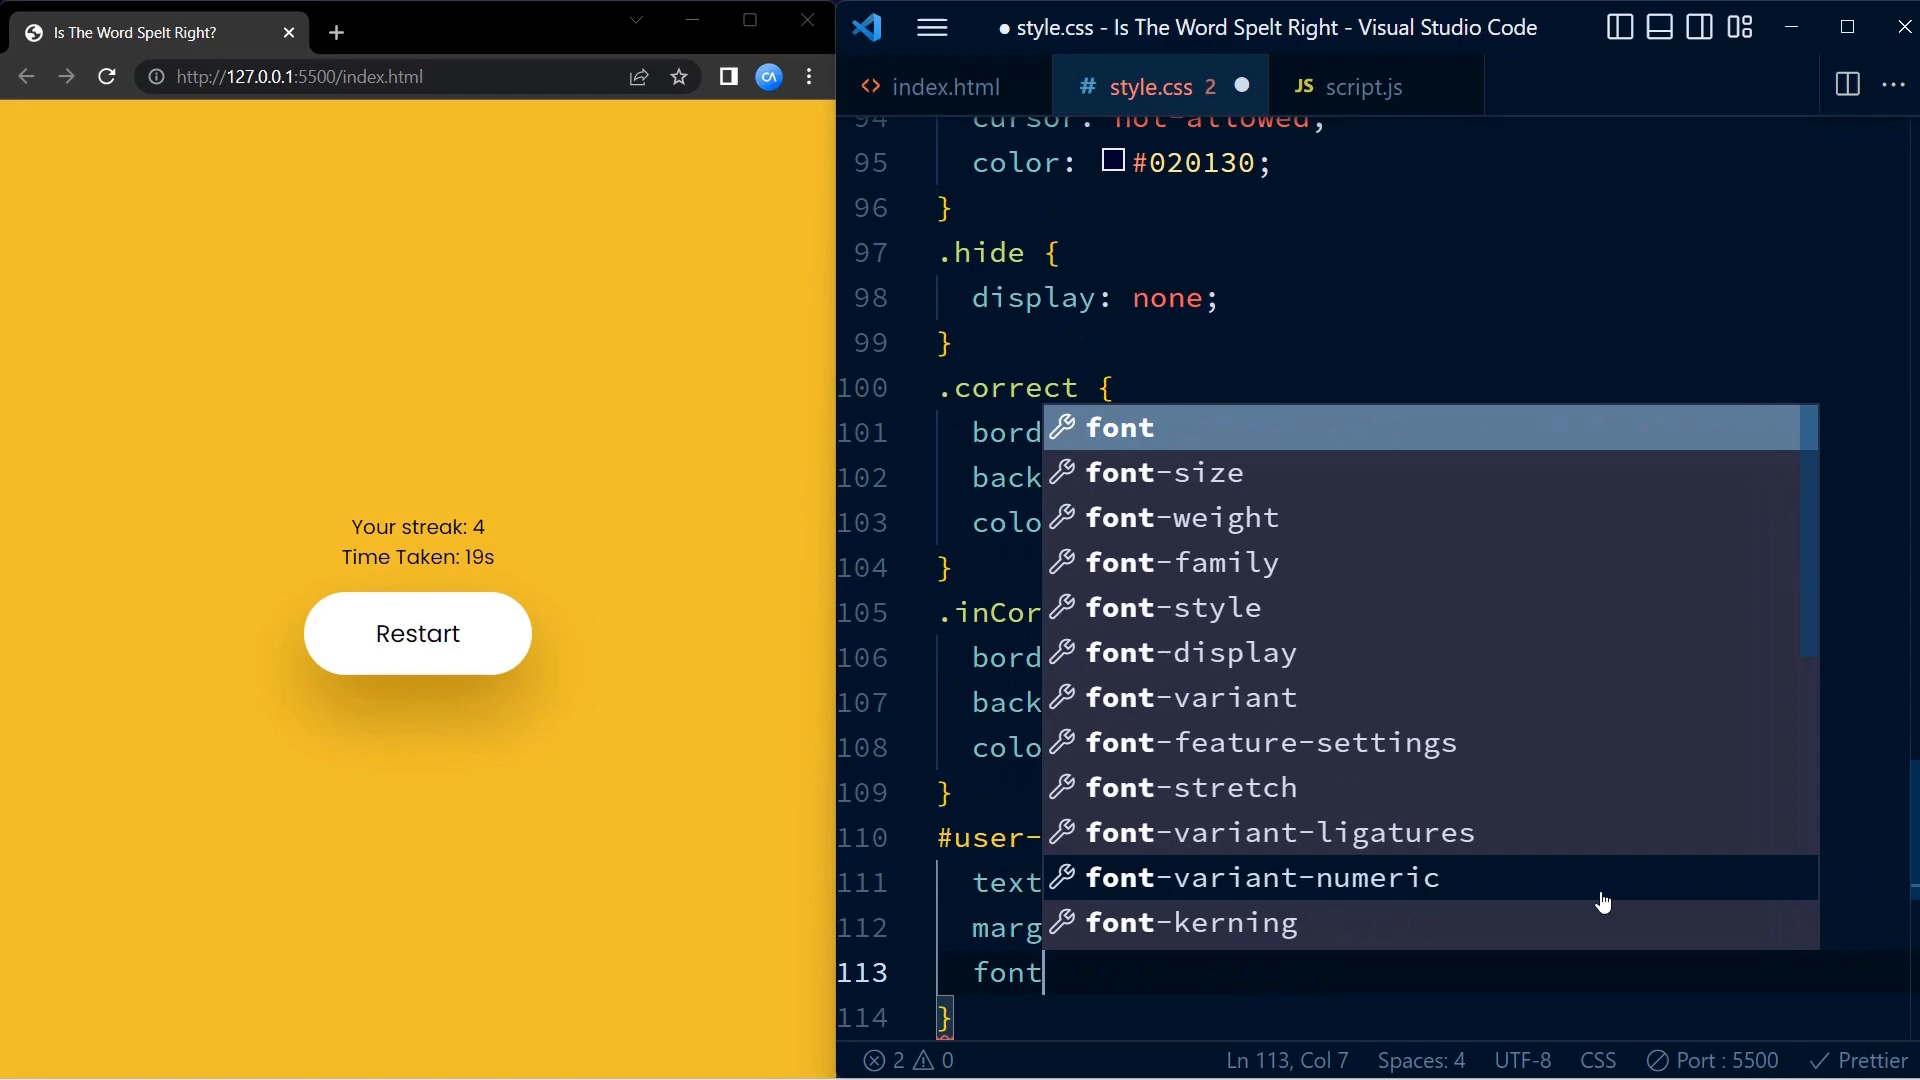 Is The Word Spelt Right?
http://127.0.0.1:5500/index.html
CA
Your streak: 4
Time Taken: 19s
Restart
● style.css - Is The Word Spelt Right - Visual Studio Code
<> index.html
# style.css 2 ●
JS script.js
94 cursor: not-allowed;
95 color: #020130;
96 }
97 .hide {
98 display: none;
99 }
100 .correct {
101 bord
102 back
103 colo
104 }
105 .inCor
106 bord
107 back
108 colo
109 }
110 #user-
111 text
112 marg
113 font
114 }
font
font-size
font-weight
font-family
font-style
font-display
font-variant
font-feature-settings
font-stretch
font-variant-ligatures
font-variant-numeric
font-kerning
2 0
Ln 113, Col 7 Spaces: 4 UTF-8 CSS Port : 5500 Prettier